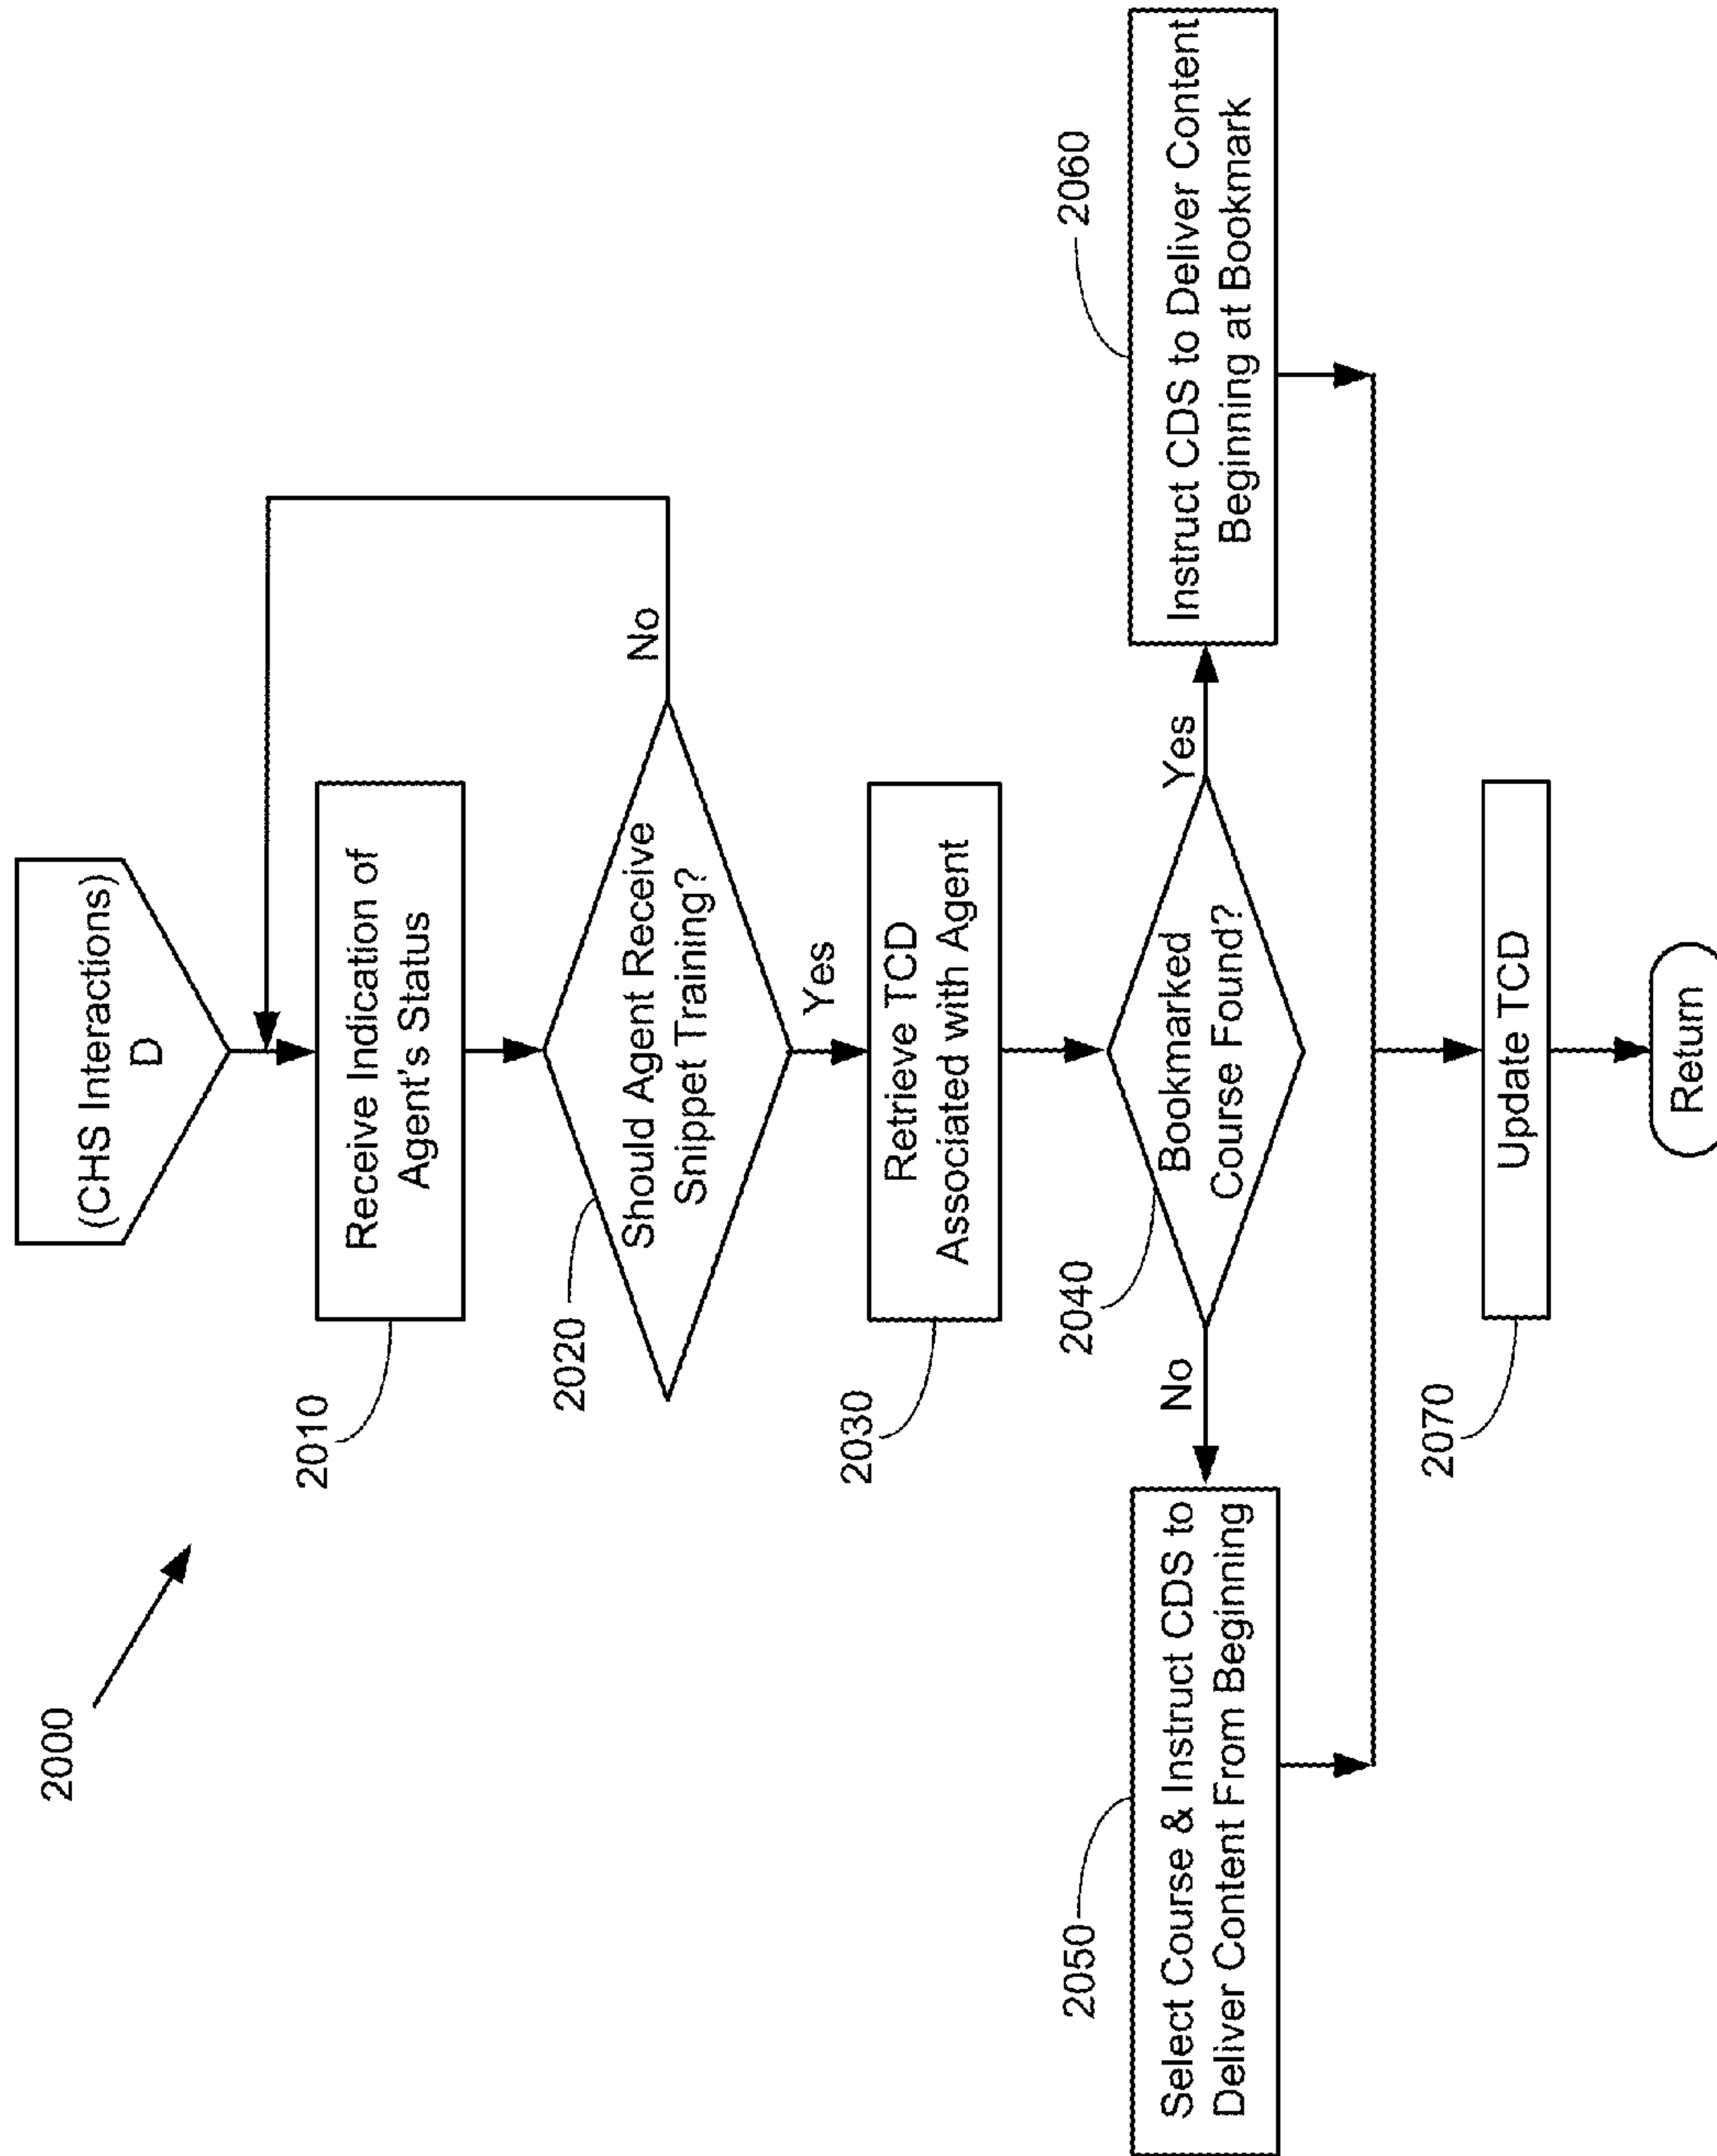 2000
(CHS Interactions)
D
2010
Receive Indication of
Agent's Status
2020
Should Agent Receive
Snippet Training?
No
Yes
2030
Retrieve TCD
Associated with Agent
2040
Bookmarked
Course Found?
No
Yes
2050
Select Course & Instruct CDS to
Deliver Content From Beginning
2060
Instruct CDS to Deliver Content
Beginning at Bookmark
2070
Update TCD
Return